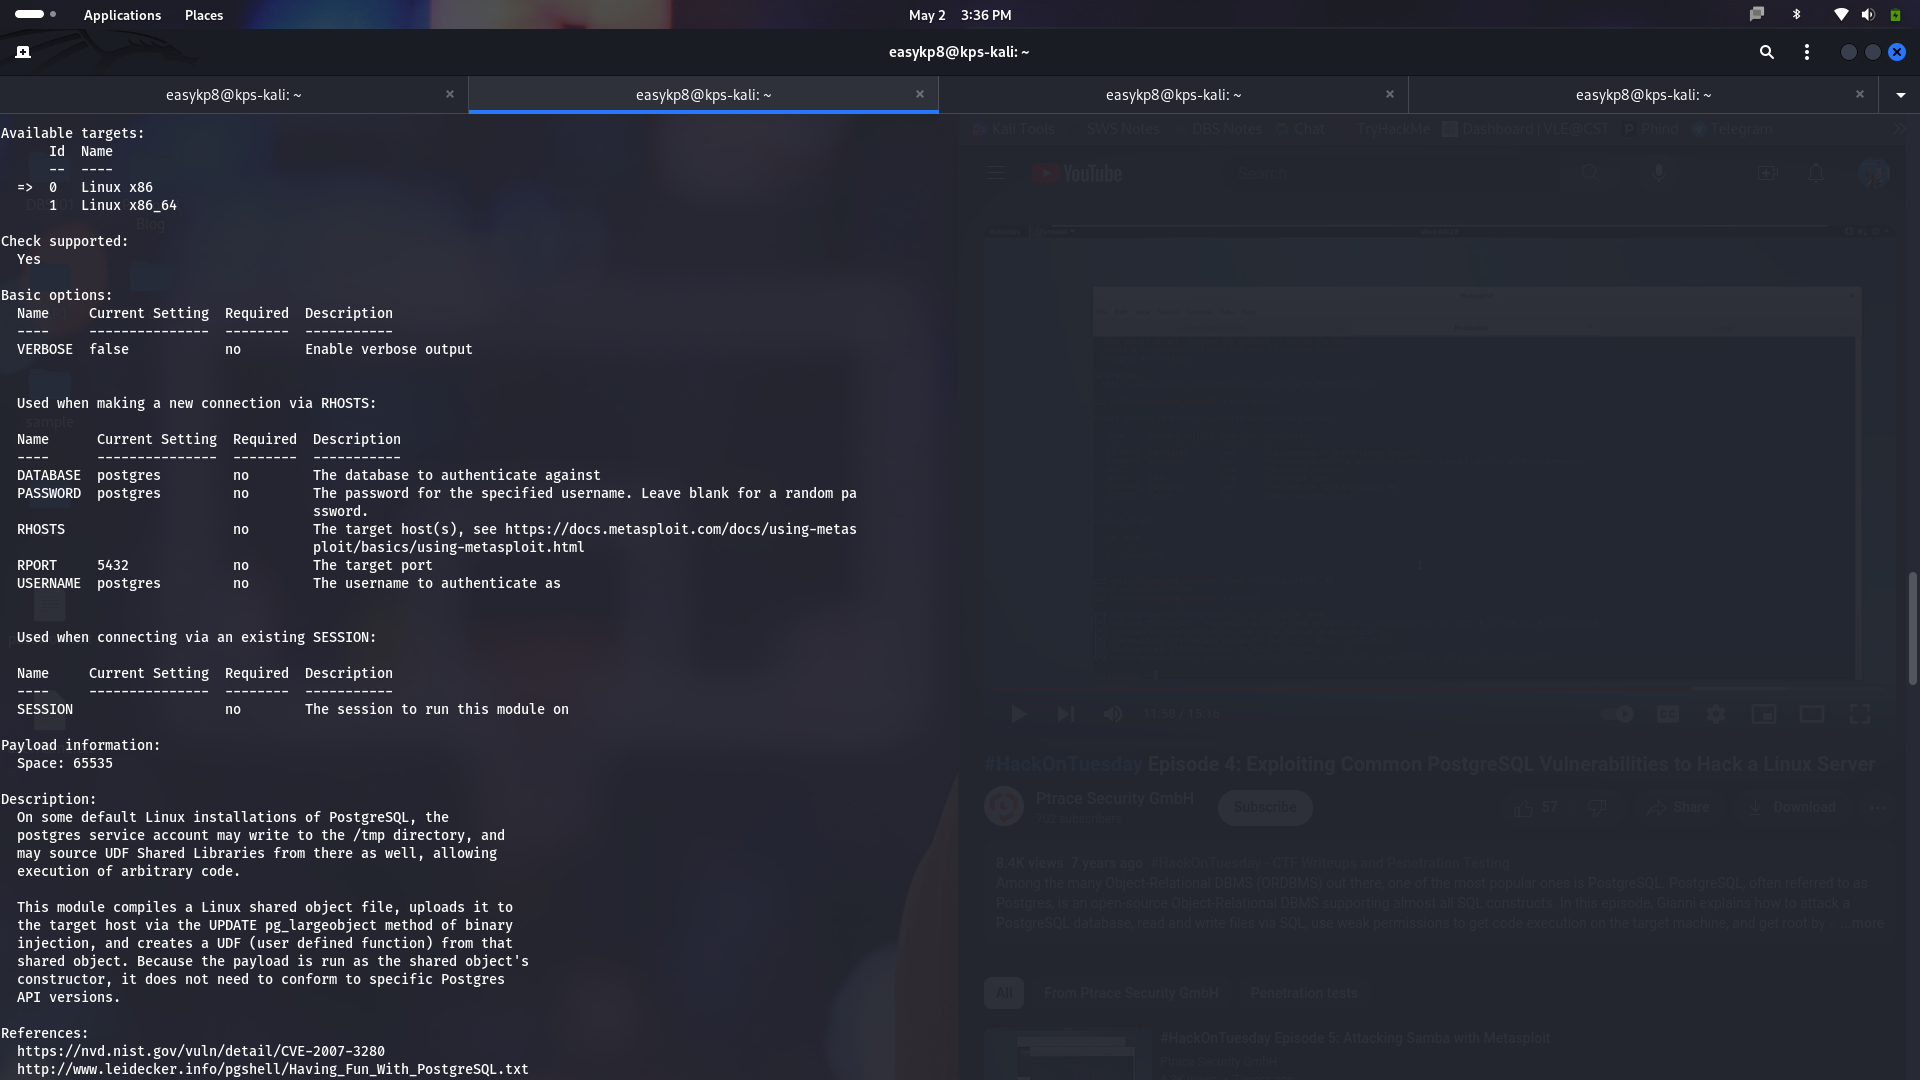 Applications Places May 2 3:36 PM
easykp8@kps-kali: ~
easykp8@kps-kali: ~ × easykp8@kps-kali: ~ × easykp8@kps-kali: ~ × easykp8@kps-kali: ~ ×
Available targets:
Id Name
-- ----
=> 0 Linux x86
1 Linux x86_64
Blog
Check supported:
Yes
Basic options:
Name Current Setting Required Description
---- --------------- -------- -----------
VERBOSE false no Enable verbose output
Used when making a new connection via RHOSTS:
sample
Name Current Setting Required Description
---- --------------- -------- -----------
DATABASE postgres no The database to authenticate against
PASSWORD postgres no The password for the specified username. Leave blank for a random pa
ssword.
RHOSTS no The target host(s), see https://docs.metasploit.com/docs/using-metas
ploit/basics/using-metasploit.html
RPORT 5432 no The target port
USERNAME postgres no The username to authenticate as
Used when connecting via an existing SESSION:
Name Current Setting Required Description
---- --------------- -------- -----------
SESSION no The session to run this module on
Payload information:
Space: 65535
Description:
On some default Linux installations of PostgreSQL, the
postgres service account may write to the /tmp directory, and
may source UDF Shared Libraries from there as well, allowing
execution of arbitrary code.
This module compiles a Linux shared object file, uploads it to
the target host via the UPDATE pg_largeobject method of binary
injection, and creates a UDF (user defined function) from that
shared object. Because the payload is run as the shared object's
constructor, it does not need to conform to specific Postgres
API versions.
References:
https://nvd.nist.gov/vuln/detail/CVE-2007-3280
http://www.leidecker.info/pgshell/Having_Fun_With_PostgreSQL.txt
Kali Tools SWS Notes DBS Notes Chat TryHackMe Dashboard | VLE@CST Phind Telegram
YouTube Search
11:50 / 15:16
#HackOnTuesday Episode 4: Exploiting Common PostgreSQL Vulnerabilities to Hack a Linux Server
Ptrace Security GmbH Subscribe 57 Share Download
702 subscribers
8.4K views 7 years ago #HackOnTuesday - CTF Writeups and Penetration Testing
Among the many Object-Relational DBMS (ORDBMS) out there, one of the most popular ones is PostgreSQL. PostgreSQL, often referred to as
Postgres, is an open-source Object-Relational DBMS supporting almost all SQL constructs. In this episode, Gianni explains how to attack a
PostgreSQL database, read and write files via SQL, use weak permissions to get code execution on the target machine, and get root by ...more
All From Ptrace Security GmbH Penetration tests
#HackOnTuesday Episode 5: Attacking Samba with Metasploit
Ptrace Security GmbH